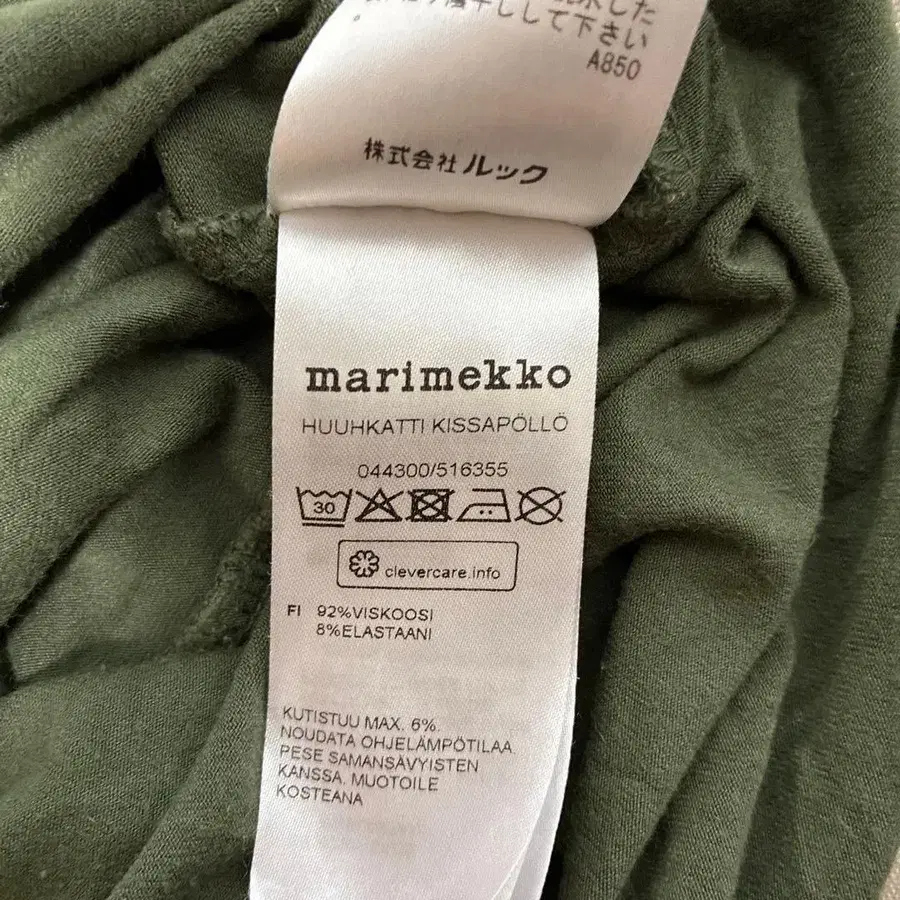 して下さい
A850
株式会社ルック
marimekko
HUUHKATTI KISSAPÖLLÖ
044300/516355
30
clevercare.info
FI 92%VISKOOSI
8%ELASTAANI
KUTISTUU MAX. 6%.
NOUDATA OHJELÄMPÖTILAA
PESE SAMANSÄVYISTEN
KANSSA. MUOTOILE
KOSTEANA